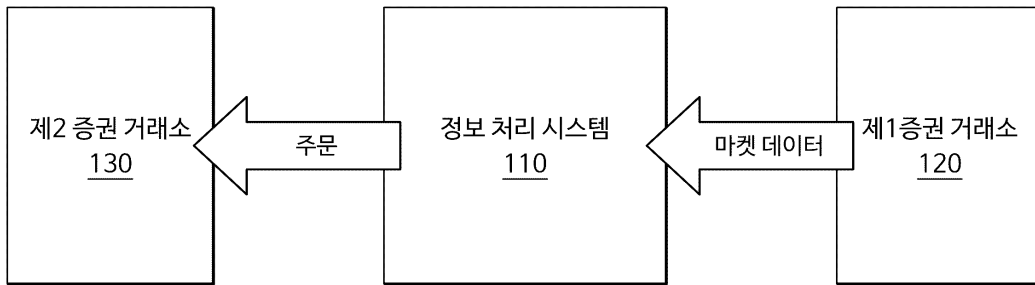 제2 증권 거래소
130
주문
정보 처리 시스템
110
마켓 데이터
제1증권 거래소
120